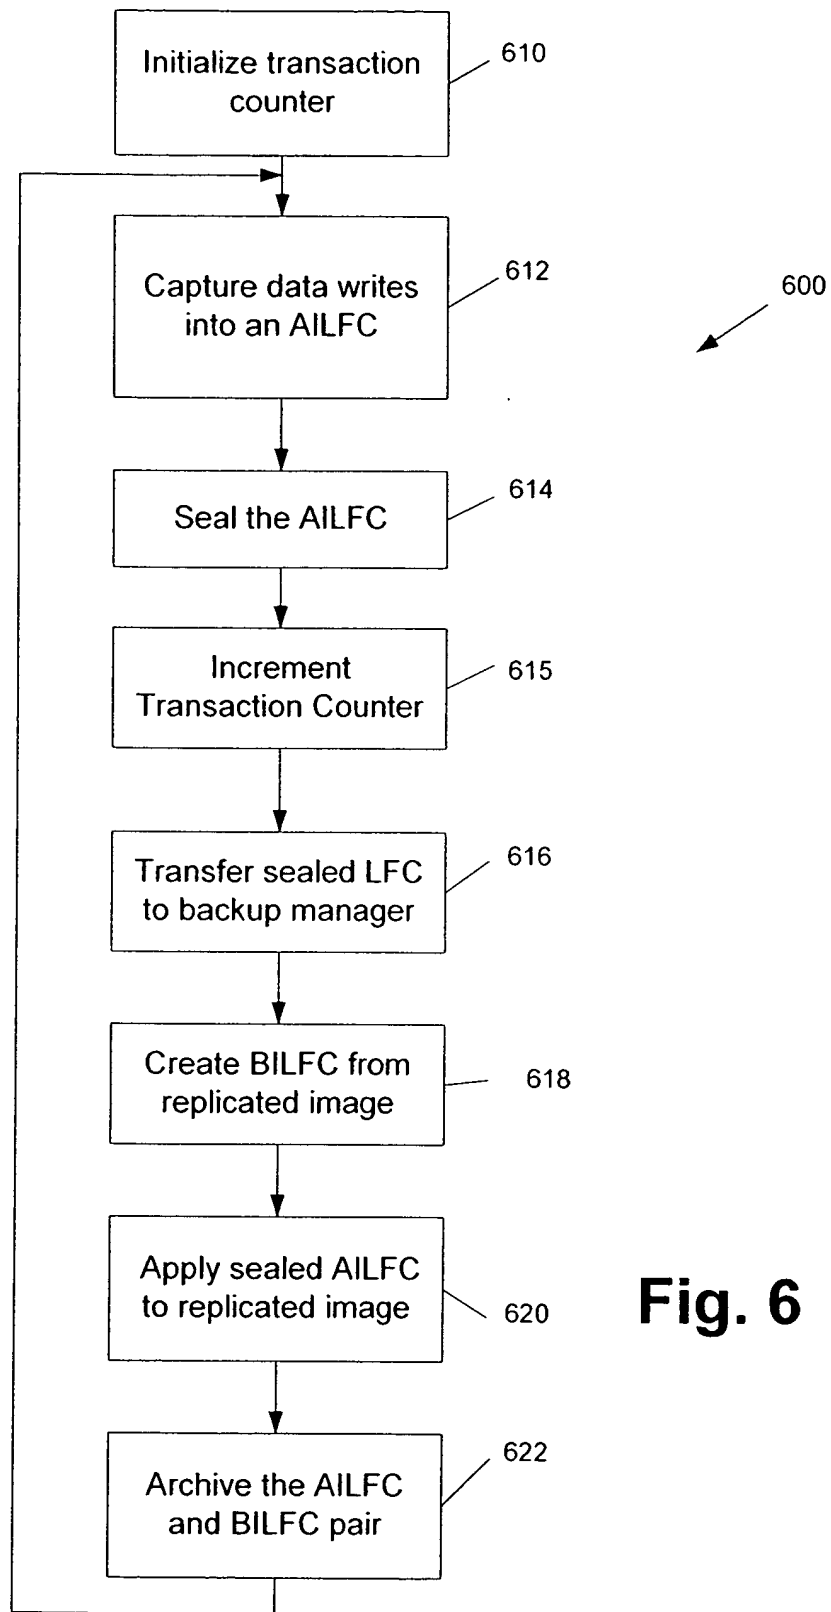 Initialize transaction
counter
610
Capture data writes
into an AILFC
612
600
Seal the AILFC
614
Increment
Transaction Counter
615
Transfer sealed LFC
to backup manager
616
Create BILFC from
replicated image
618
Apply sealed AILFC
to replicated image
620
Fig. 6
Archive the AILFC
and BILFC pair
622